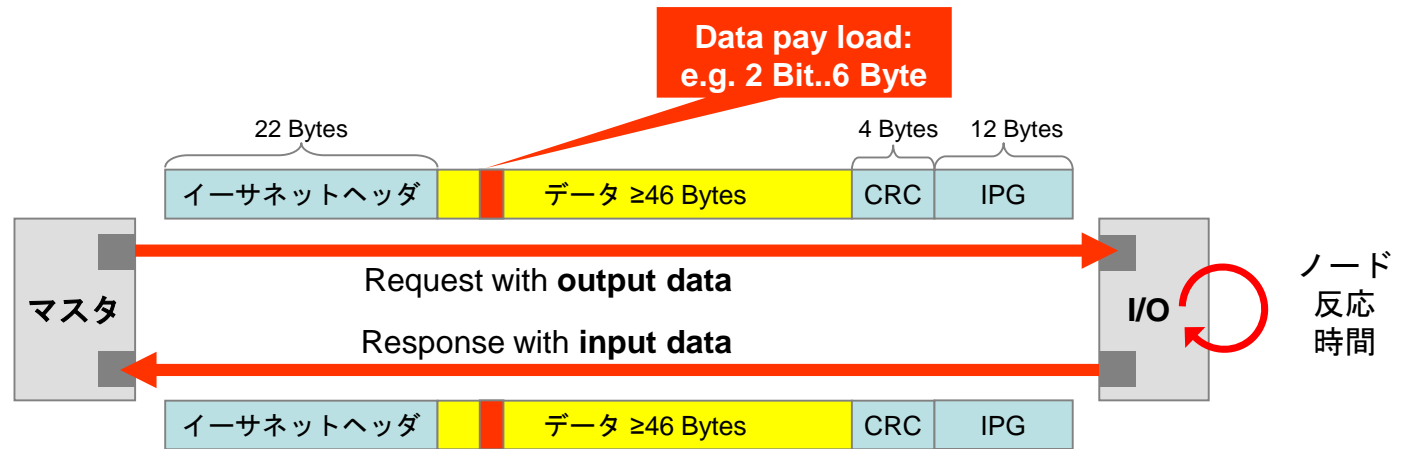 Data pay load:
e.g. 2 Bit..6 Byte
22 Bytes
4 Bytes
12 Bytes
イーサネットヘッダ
データ ≥46 Bytes
CRC
IPG
マスタ
Request with output data
Response with input data
I/O
ノード
反応
時間
イーサネットヘッダ
データ ≥46 Bytes
CRC
IPG